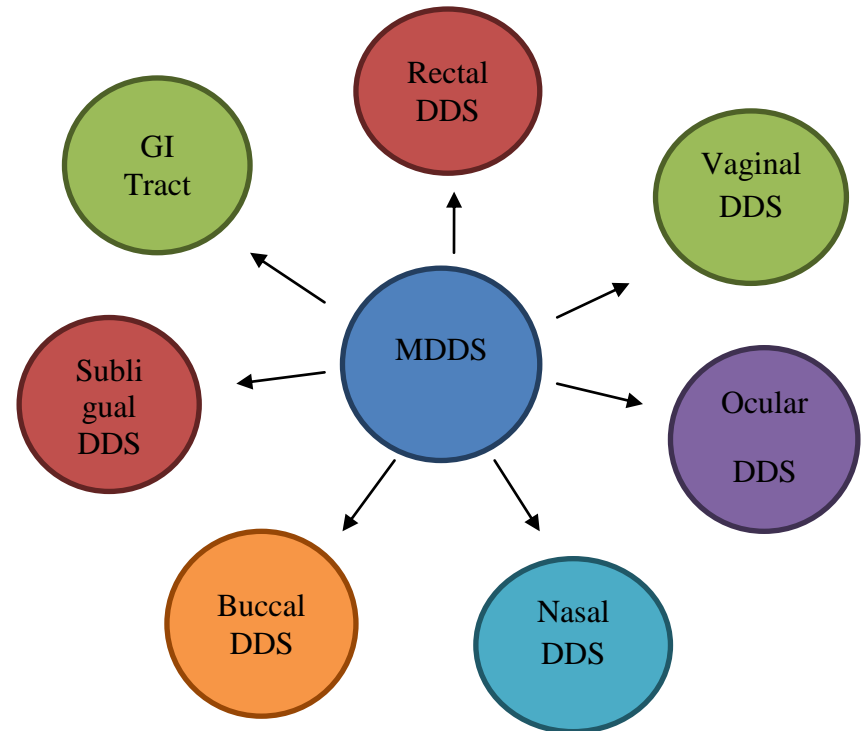 Rectal
DDS
GI
Tract
Vaginal
DDS
MDDS
Subli
gual
DDS
Ocular
DDS
Buccal
DDS
Nasal
DDS